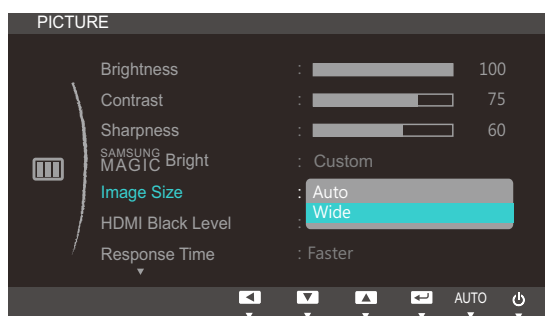 PICTURE
Brightness : 100
Contrast : 75
Sharpness : 60
SAMSUNG MAGIC Bright : Custom
Image Size : Auto
Wide
HDMI Black Level :
Response Time : Faster
AUTO